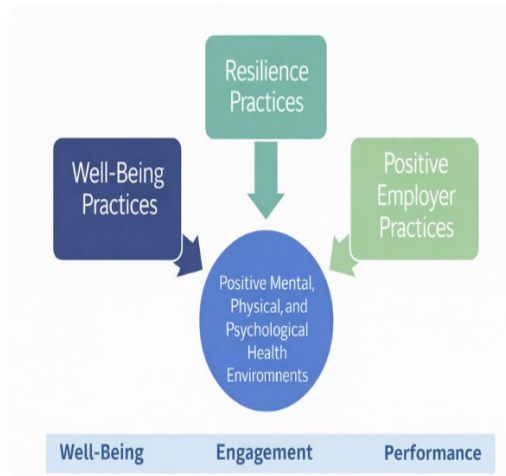 Resilience
Practices
Well-Being
Practices
Positive
Employer
Practices
Positive Mental,
Physical, and
Psychological
Health
Enviromnents
Well-Being
Engagement
Performance